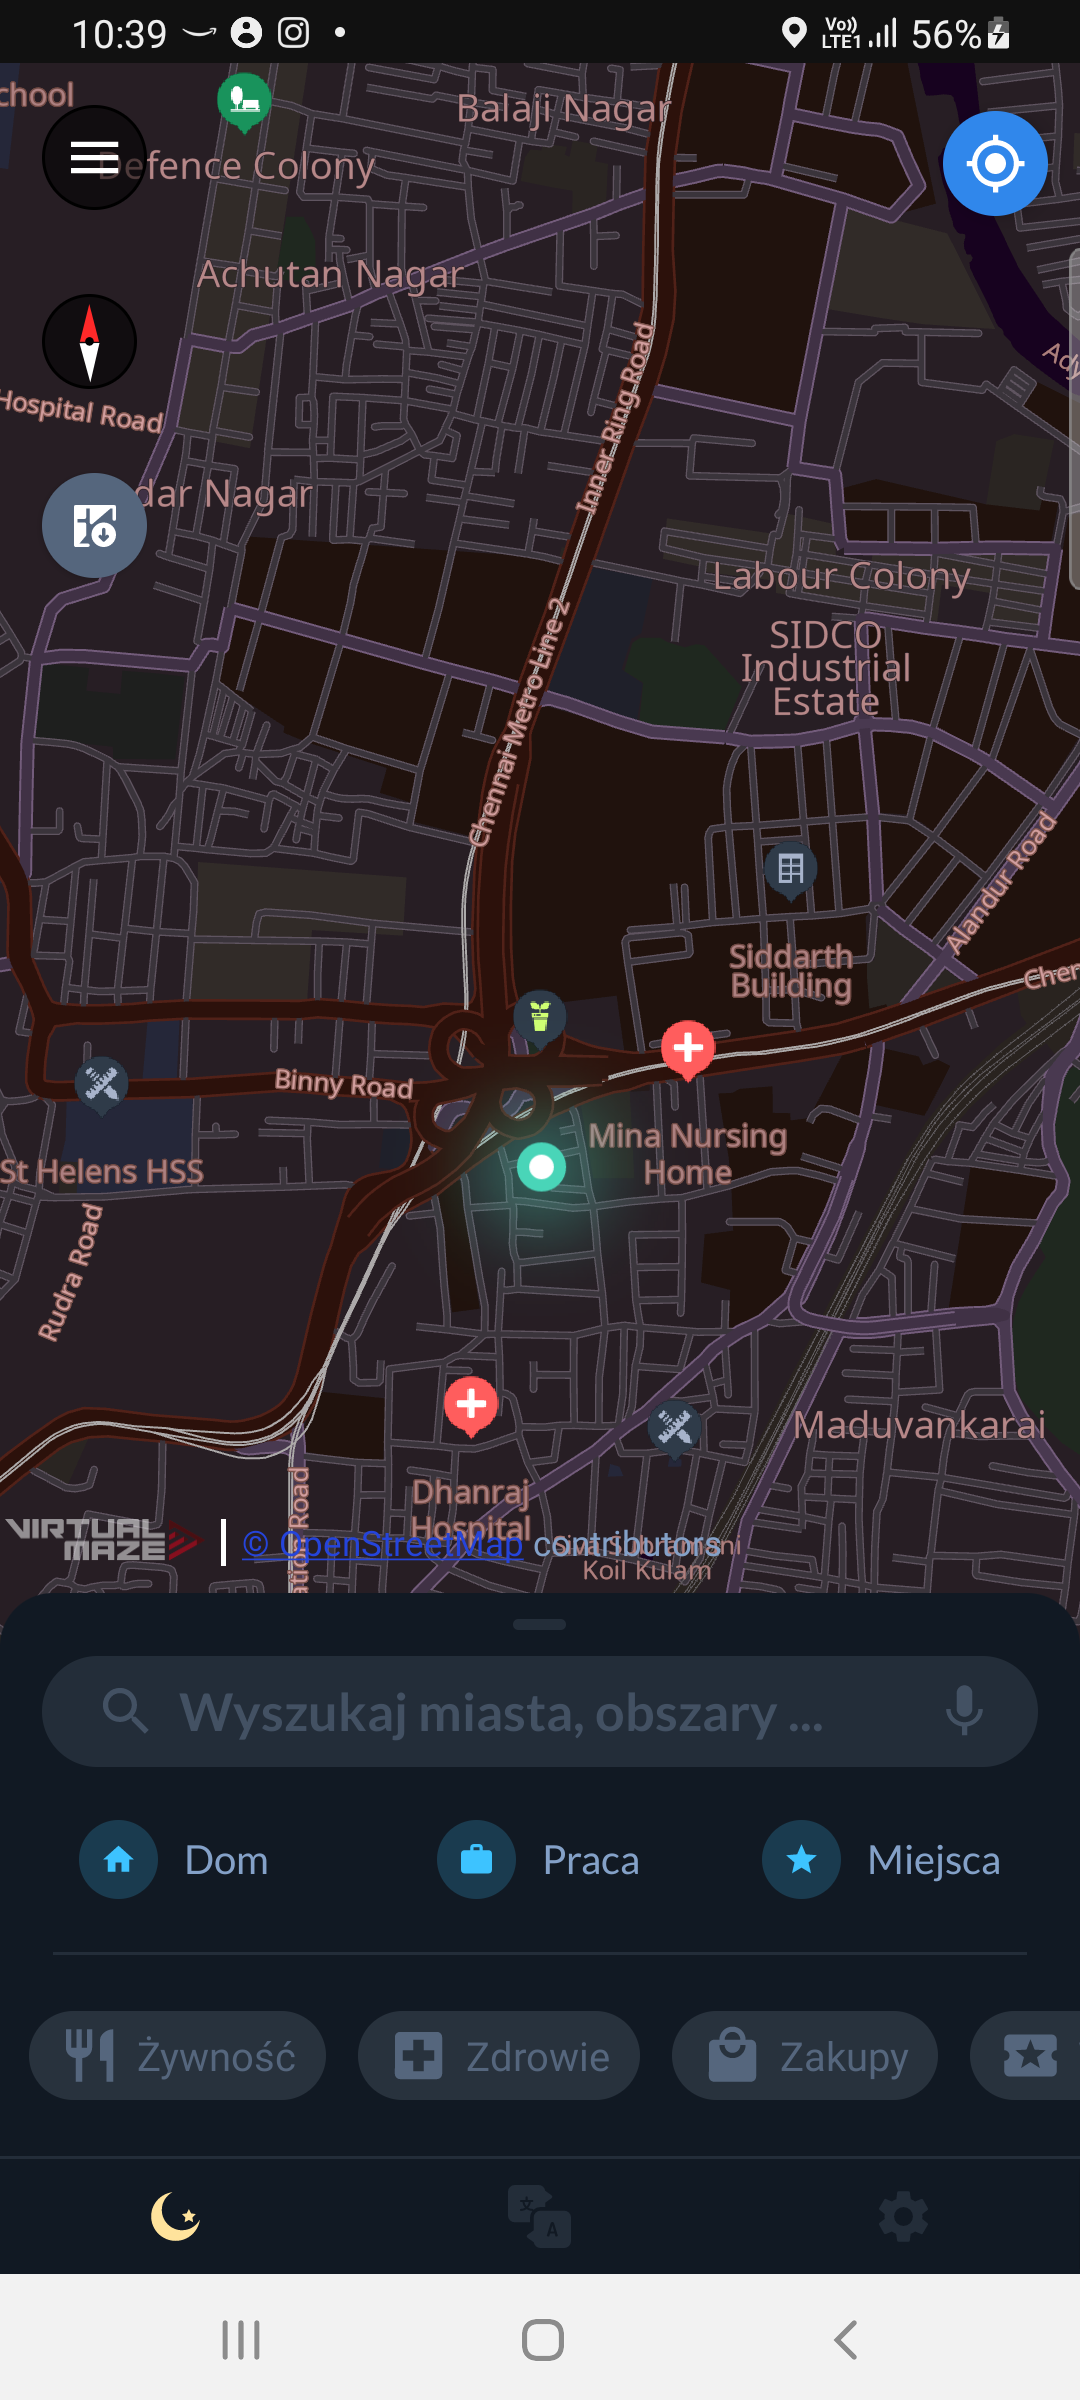 10:39
Vo))
LTE1
56%
chool
Balaji Nagar
Defence Colony
Achutan Nagar
Inner Ring Road
Hospital Road
dar Nagar
Labour Colony
SIDCO
Industrial
Estate
Chennai Metro Line 2
Alandur Road
Siddarth
Building
Binny Road
Mina Nursing
Home
St Helens HSS
Rudra Road
Maduvankarai
Dhanraj
Hospital
VIRTUAL
MAZE
© OpenStreetMap contributors
Koil Kulam
Wyszukaj miasta, obszary ...
Dom
Praca
Miejsca
Żywność
Zdrowie
Zakupy